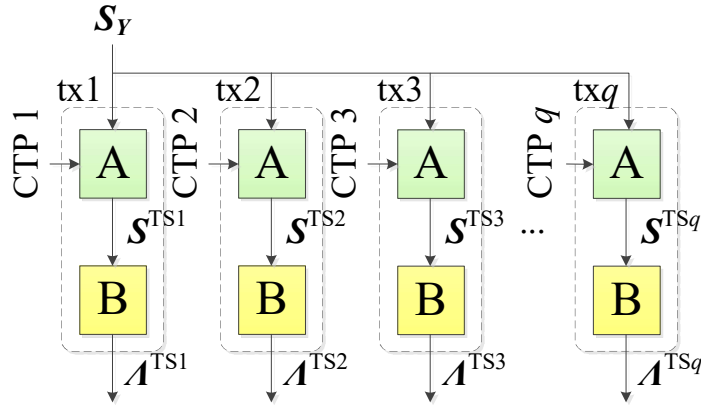 S_Y
tx1 tx2 tx3 txq
CTP 1 CTP 2 CTP 3 CTP q
A A A A
S^TS1 S^TS2 S^TS3 ... S^TSq
B B B B
Λ^TS1 Λ^TS2 Λ^TS3 Λ^TSq